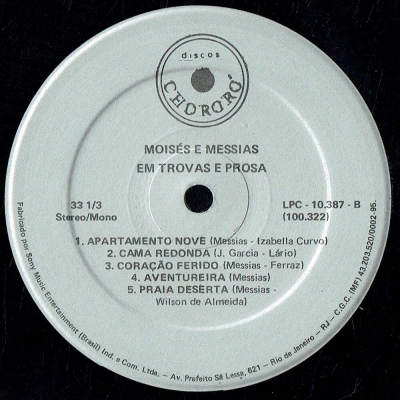 discos
CHORORÓ
MOISÉS E MESSIAS
EM TROVAS E PROSA
33 1/3
Stereo/Mono
LPC - 10.387 - B
(100.322)
1. APARTAMENTO NOVE (Messias - Izabella Curvo)
2. CAMA REDONDA (J. Garcia - Lário)
3. CORAÇÃO FERIDO (Messias - Ferraz)
4. AVENTUREIRA (Messias)
5. PRAIA DESERTA (Messias -
Wilson de Almeida)
Fabricado por Sony Music Entertainment (Brasil) Ind. e Com. Ltda. - Av. Prefeito Sá Lessa, 621 - Rio de Janeiro - RJ - C.G.C. (MF) 43.203.520/0002-95.